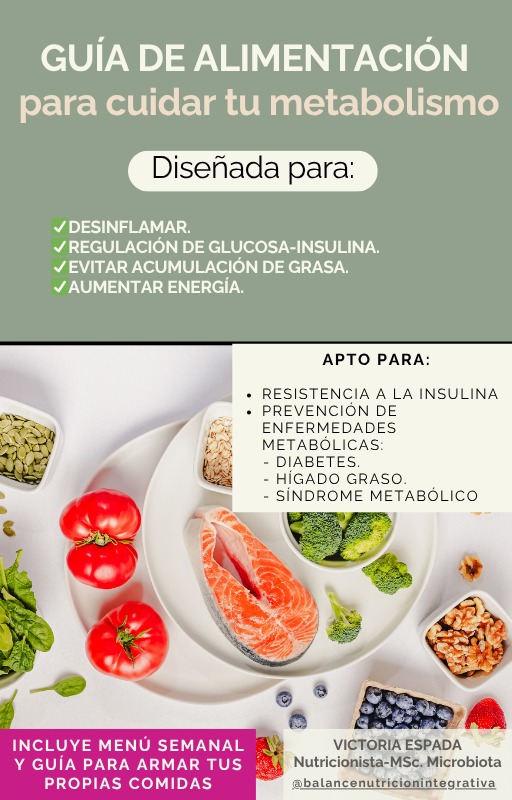 GUÍA DE ALIMENTACIÓN
para cuidar tu metabolismo
Diseñada para:
✅DESINFLAMAR.
✅REGULACIÓN DE GLUCOSA-INSULINA.
✅EVITAR ACUMULACIÓN DE GRASA.
✅AUMENTAR ENERGÍA.
APTO PARA:
• RESISTENCIA A LA INSULINA
• PREVENCIÓN DE
ENFERMEDADES
METABÓLICAS:
- DIABETES.
- HÍGADO GRASO.
- SÍNDROME METABÓLICO
INCLUYE MENÚ SEMANAL
Y GUÍA PARA ARMAR TUS
PROPIAS COMIDAS
VICTORIA ESPADA
Nutricionista-MSc. Microbiota
@balancenutricionintegrativa